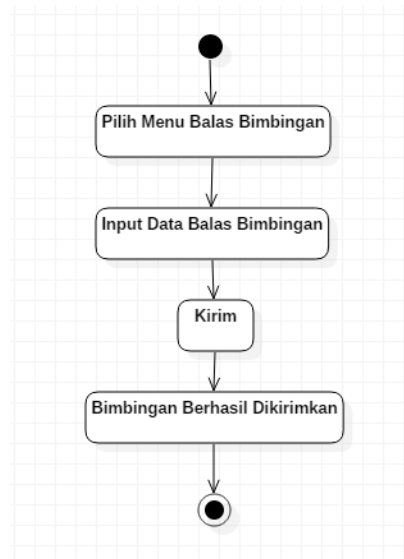 Pilih Menu Balas Bimbingan
Input Data Balas Bimbingan
Kirim
Bimbingan Berhasil Dikirimkan